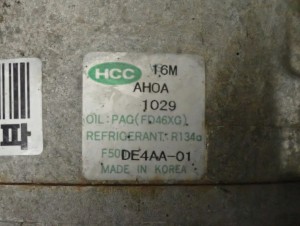 HCC 16M
AH0A
1029
OIL:PAG(FD46XG)
REFRIGERANT:R134a
F500 DE4AA-01
MADE IN KOREA
파